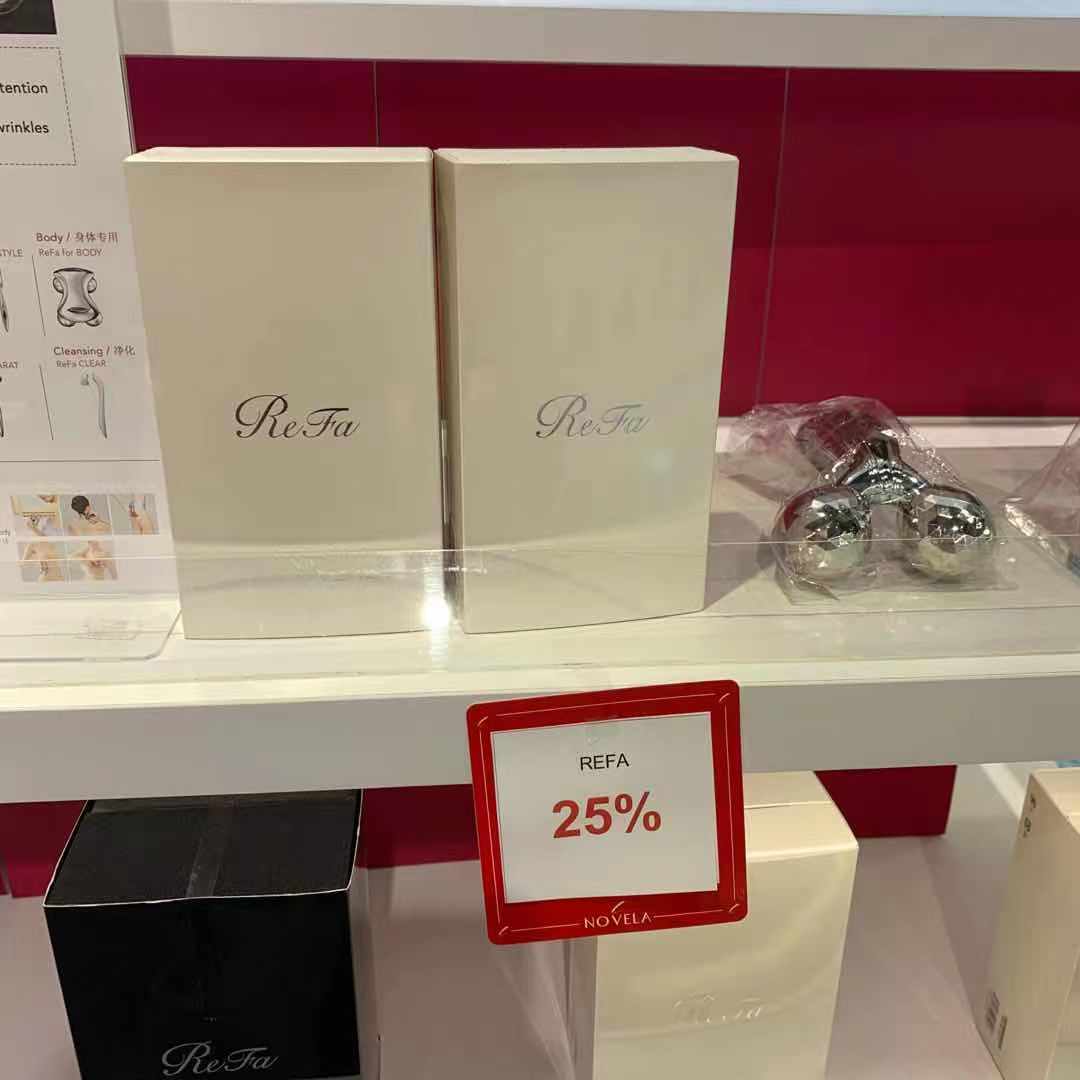 tention
wrinkles
Body / 身体专用
STYLE
ReFa for BODY
Cleansing / 净化
ARAT
ReFa CLEAR
ReFa
ReFa
REFA
25%
NOVELA
ReFa
ReFa